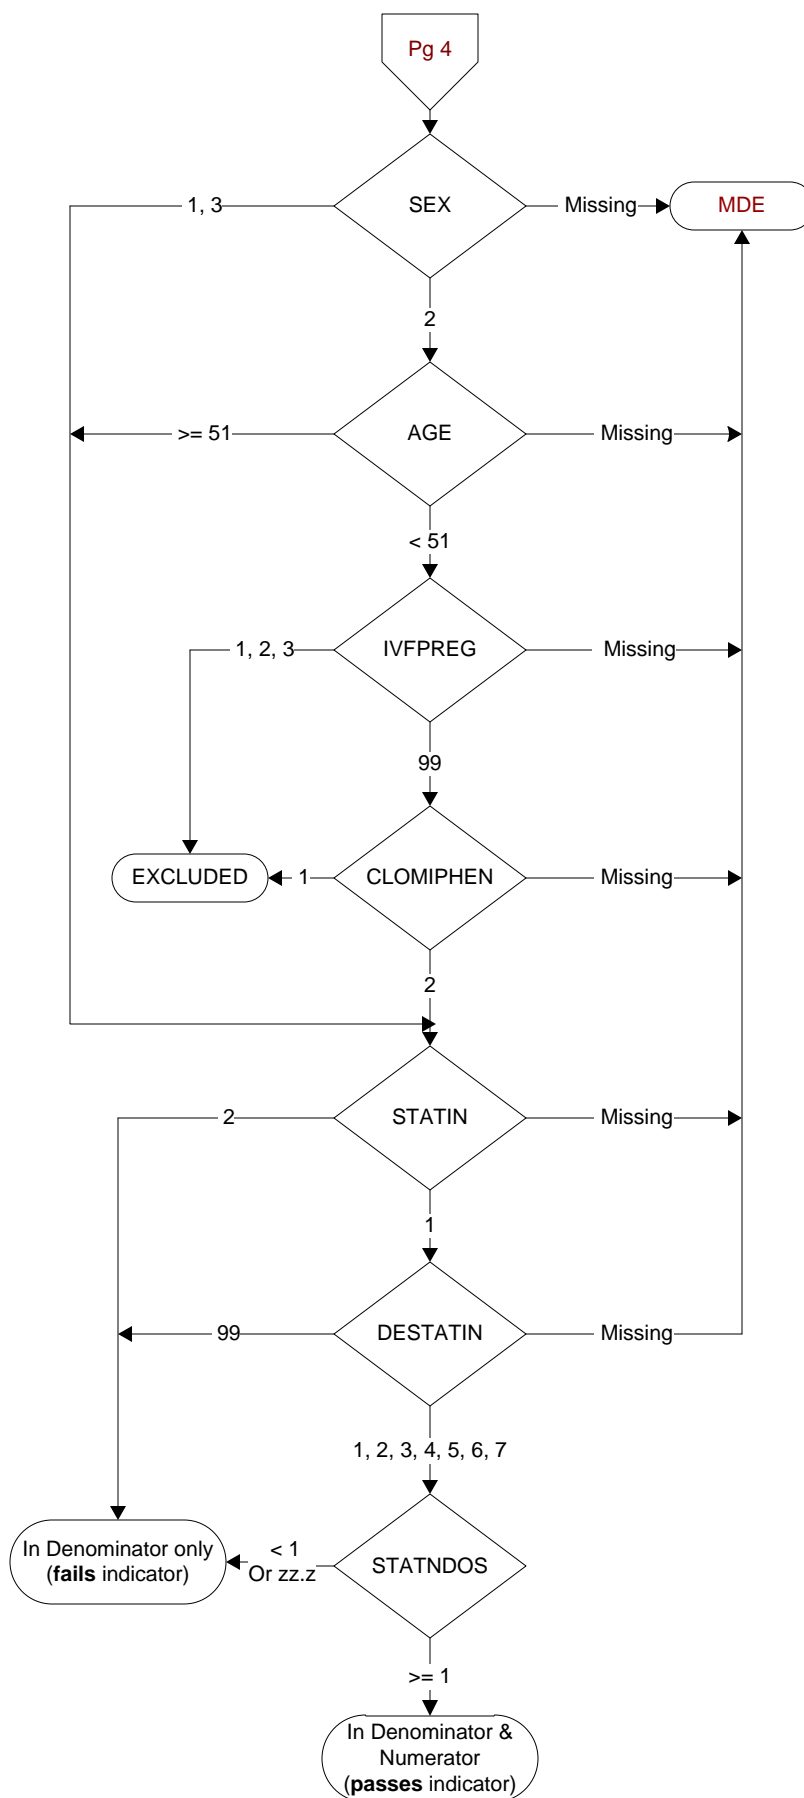 Pg 4
1, 3
SEX
Missing
MDE
2
>= 51
AGE
Missing
< 51
1, 2, 3
IVFPREG
Missing
99
EXCLUDED
1
CLOMIPHEN
Missing
2
2
STATIN
Missing
1
99
DESTATIN
Missing
1, 2, 3, 4, 5, 6, 7
In Denominator only
(fails indicator)
< 1
Or zz.z
STATNDOS
>= 1
In Denominator &
Numerator
(passes indicator)